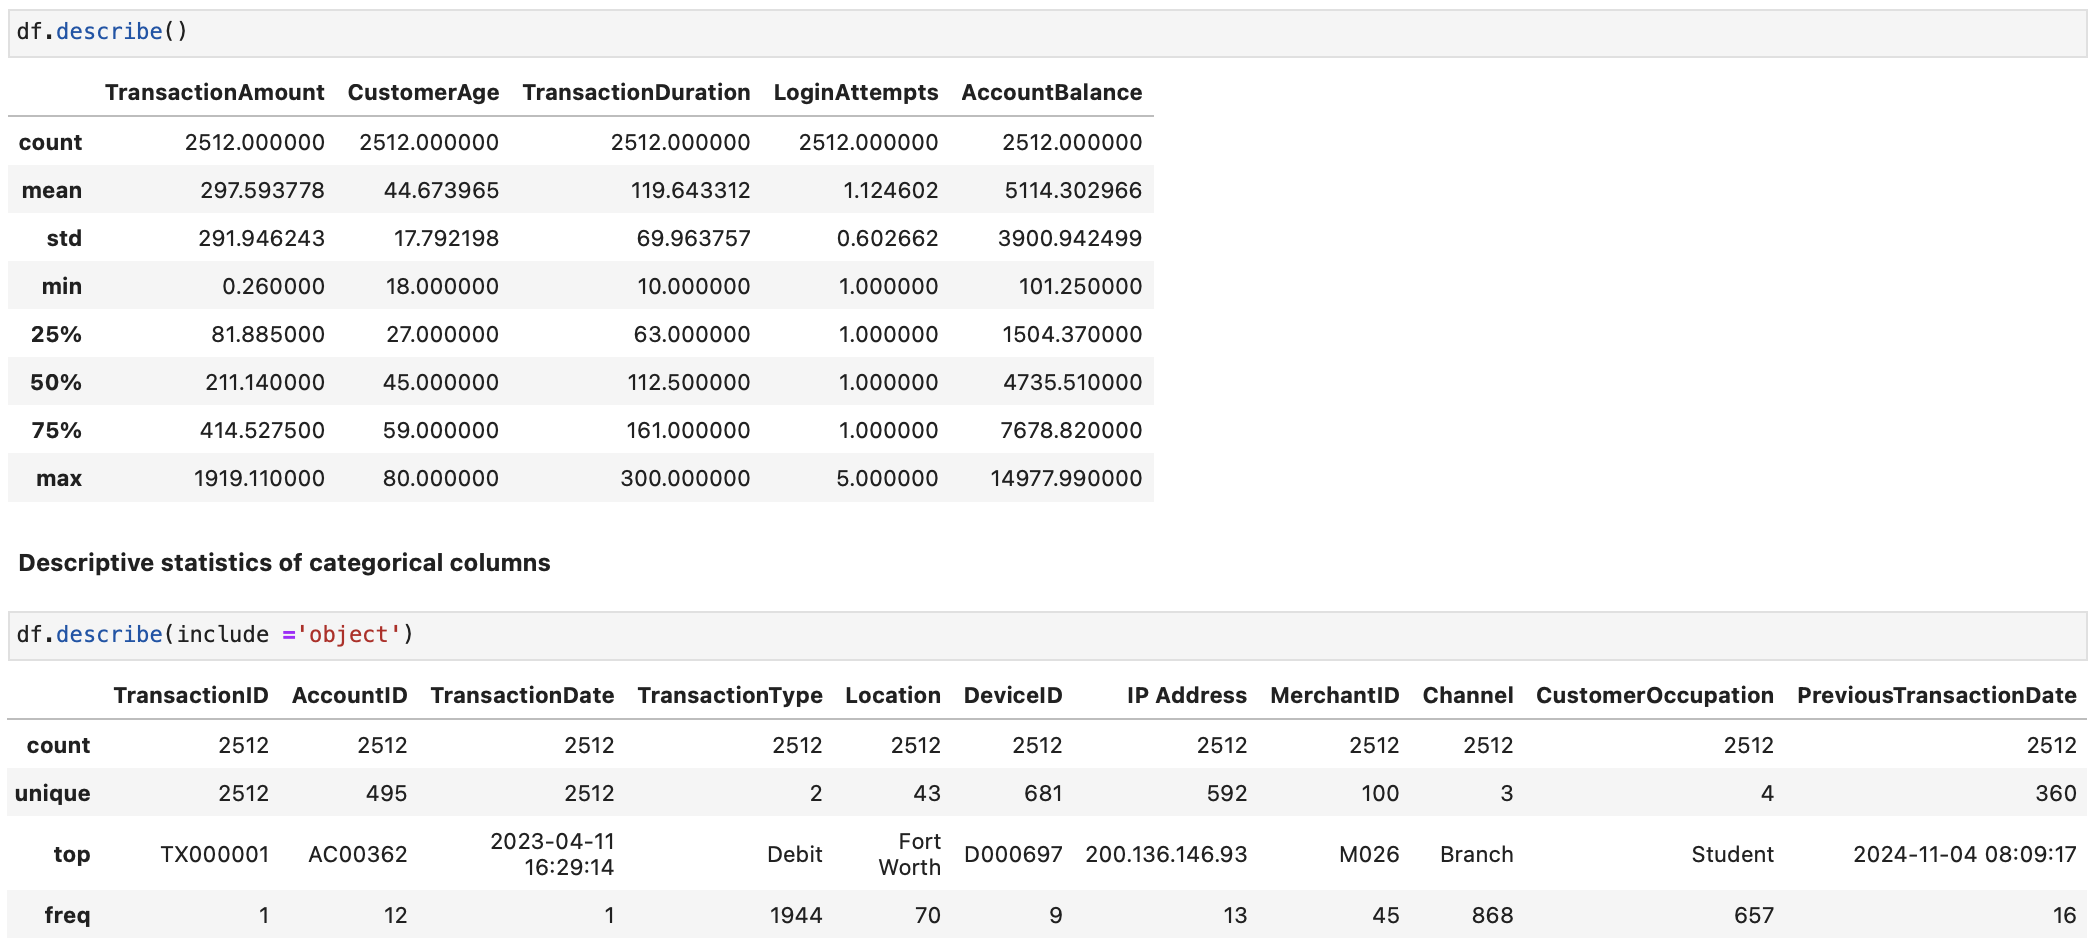 df.describe()
TransactionAmount CustomerAge TransactionDuration LoginAttempts AccountBalance
count 2512.000000 2512.000000 2512.000000 2512.000000 2512.000000
mean 297.593778 44.673965 119.643312 1.124602 5114.302966
std 291.946243 17.792198 69.963757 0.602662 3900.942499
min 0.260000 18.000000 10.000000 1.000000 101.250000
25% 81.885000 27.000000 63.000000 1.000000 1504.370000
50% 211.140000 45.000000 112.500000 1.000000 4735.510000
75% 414.527500 59.000000 161.000000 1.000000 7678.820000
max 1919.110000 80.000000 300.000000 5.000000 14977.990000
Descriptive statistics of categorical columns
df.describe(include ='object')
TransactionID AccountID TransactionDate TransactionType Location DeviceID IP Address MerchantID Channel CustomerOccupation PreviousTransactionDate
count 2512 2512 2512 2512 2512 2512 2512 2512 2512 2512 2512
unique 2512 495 2512 2 43 681 592 100 3 4 360
top TX000001 AC00362 2023-04-11 16:29:14 Debit Fort Worth D000697 200.136.146.93 M026 Branch Student 2024-11-04 08:09:17
freq 1 12 1 1944 70 9 13 45 868 657 16